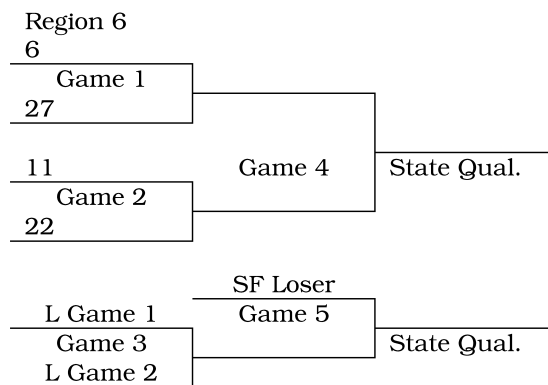 Region 6
6
Game 1
27
11
Game 4
State Qual.
Game 2
22
SF Loser
L Game 1
Game 5
Game 3
State Qual.
L Game 2